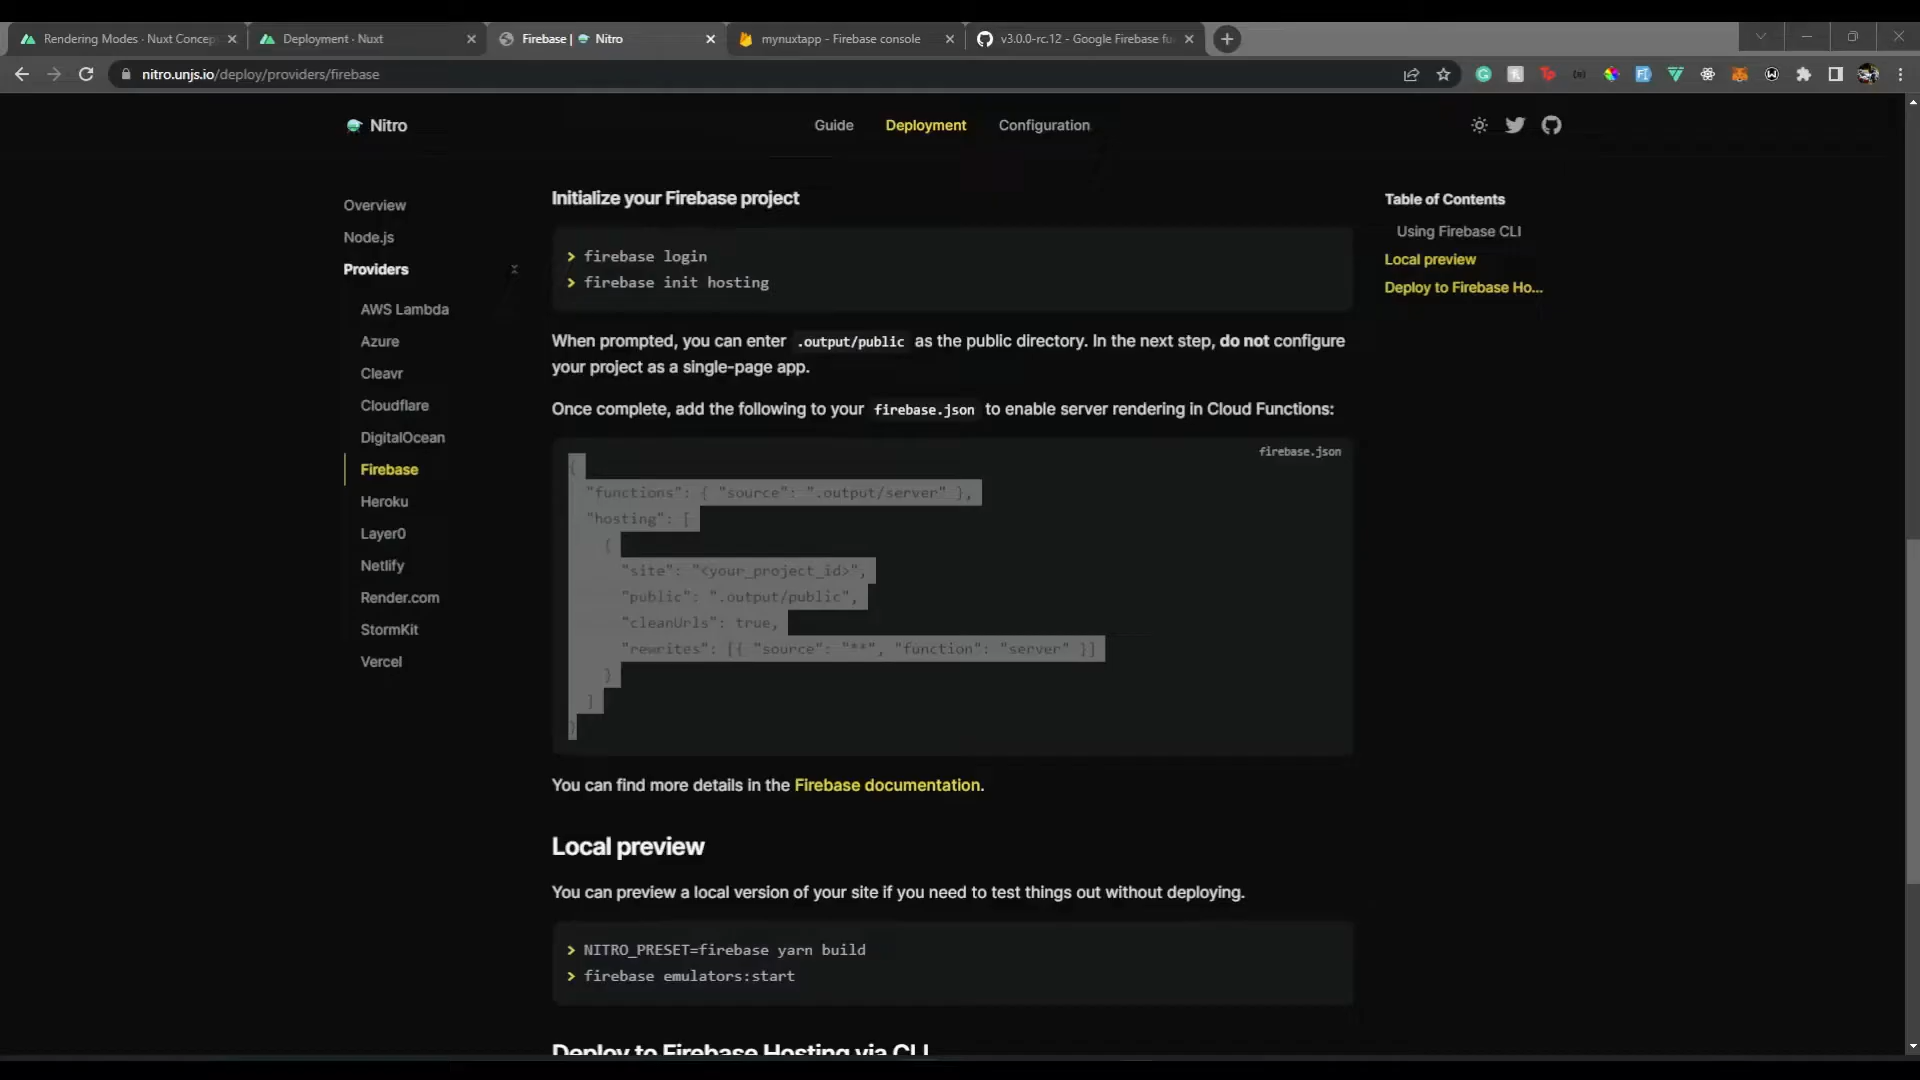 Rendering Modes · Nuxt Concep
Deployment · Nuxt
Firebase | Nitro
mynuxtapp - Firebase console
v3.0.0-rc.12 - Google Firebase fu
nitro.unjs.io/deploy/providers/firebase
Nitro
Guide
Deployment
Configuration
Overview
Node.js
Providers
AWS Lambda
Azure
Cleavr
Cloudflare
DigitalOcean
Firebase
Heroku
Layer0
Netlify
Render.com
StormKit
Vercel
Initialize your Firebase project
> firebase login
> firebase init hosting
When prompted, you can enter .output/public as the public directory. In the next step, do not configure
your project as a single-page app.
Once complete, add the following to your firebase.json to enable server rendering in Cloud Functions:
firebase.json
{
"functions": { "source": ".output/server" },
"hosting": [
{
"site": "<your_project_id>",
"public": ".output/public",
"cleanUrls": true,
"rewrites": [{ "source": "**", "function": "server" }]
}
]
}
You can find more details in the Firebase documentation.
Local preview
You can preview a local version of your site if you need to test things out without deploying.
> NITRO_PRESET=firebase yarn build
> firebase emulators:start
Deploy to Firebase Hosting via CLI
Table of Contents
Using Firebase CLI
Local preview
Deploy to Firebase Ho...